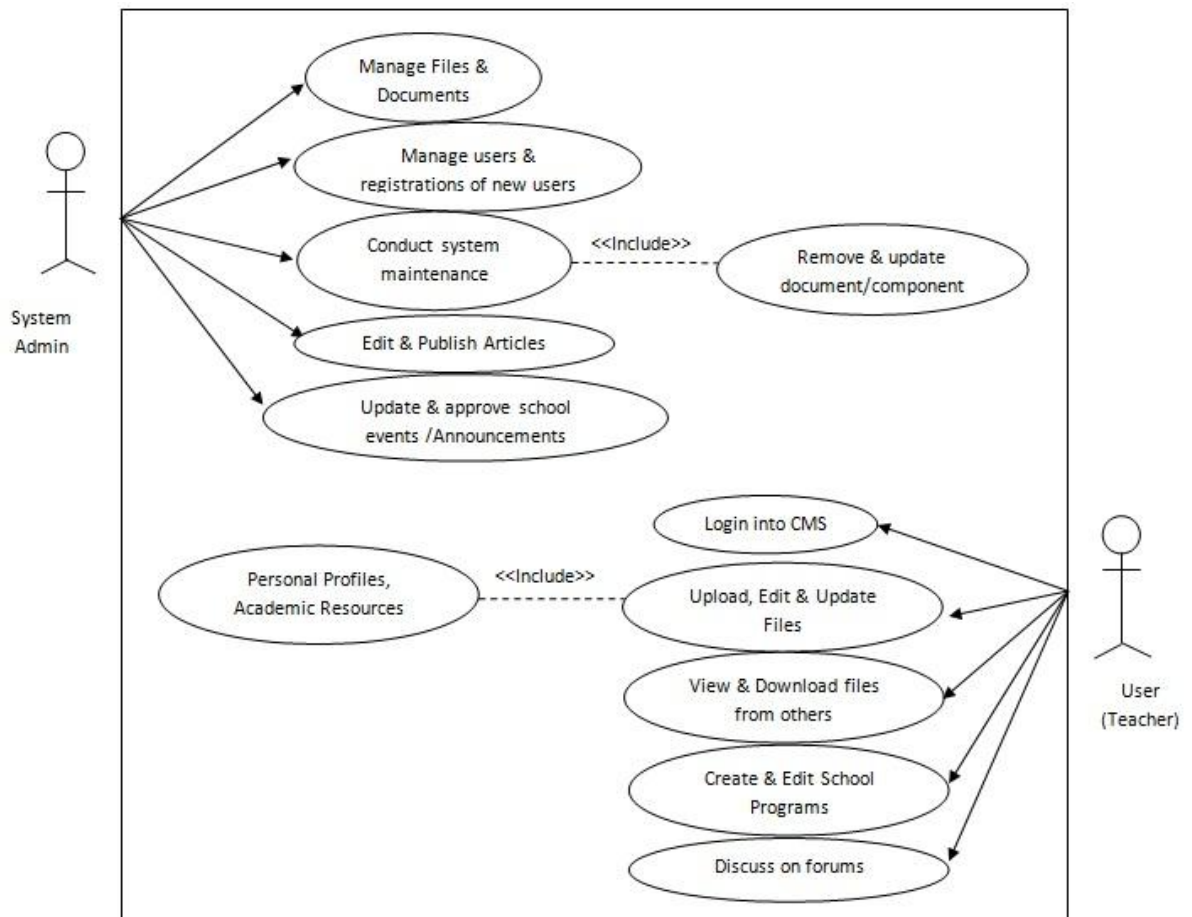 Manage Files &
Documents
Manage users &
registrations of new users
Conduct system
maintenance
<<Include>>
Remove & update
document/component
System
Admin
Edit & Publish Articles
Update & approve school
events /Announcements
Login into CMS
Personal Profiles,
Academic Resources
<<Include>>
Upload, Edit & Update
Files
View & Download files
from others
User
(Teacher)
Create & Edit School
Programs
Discuss on forums